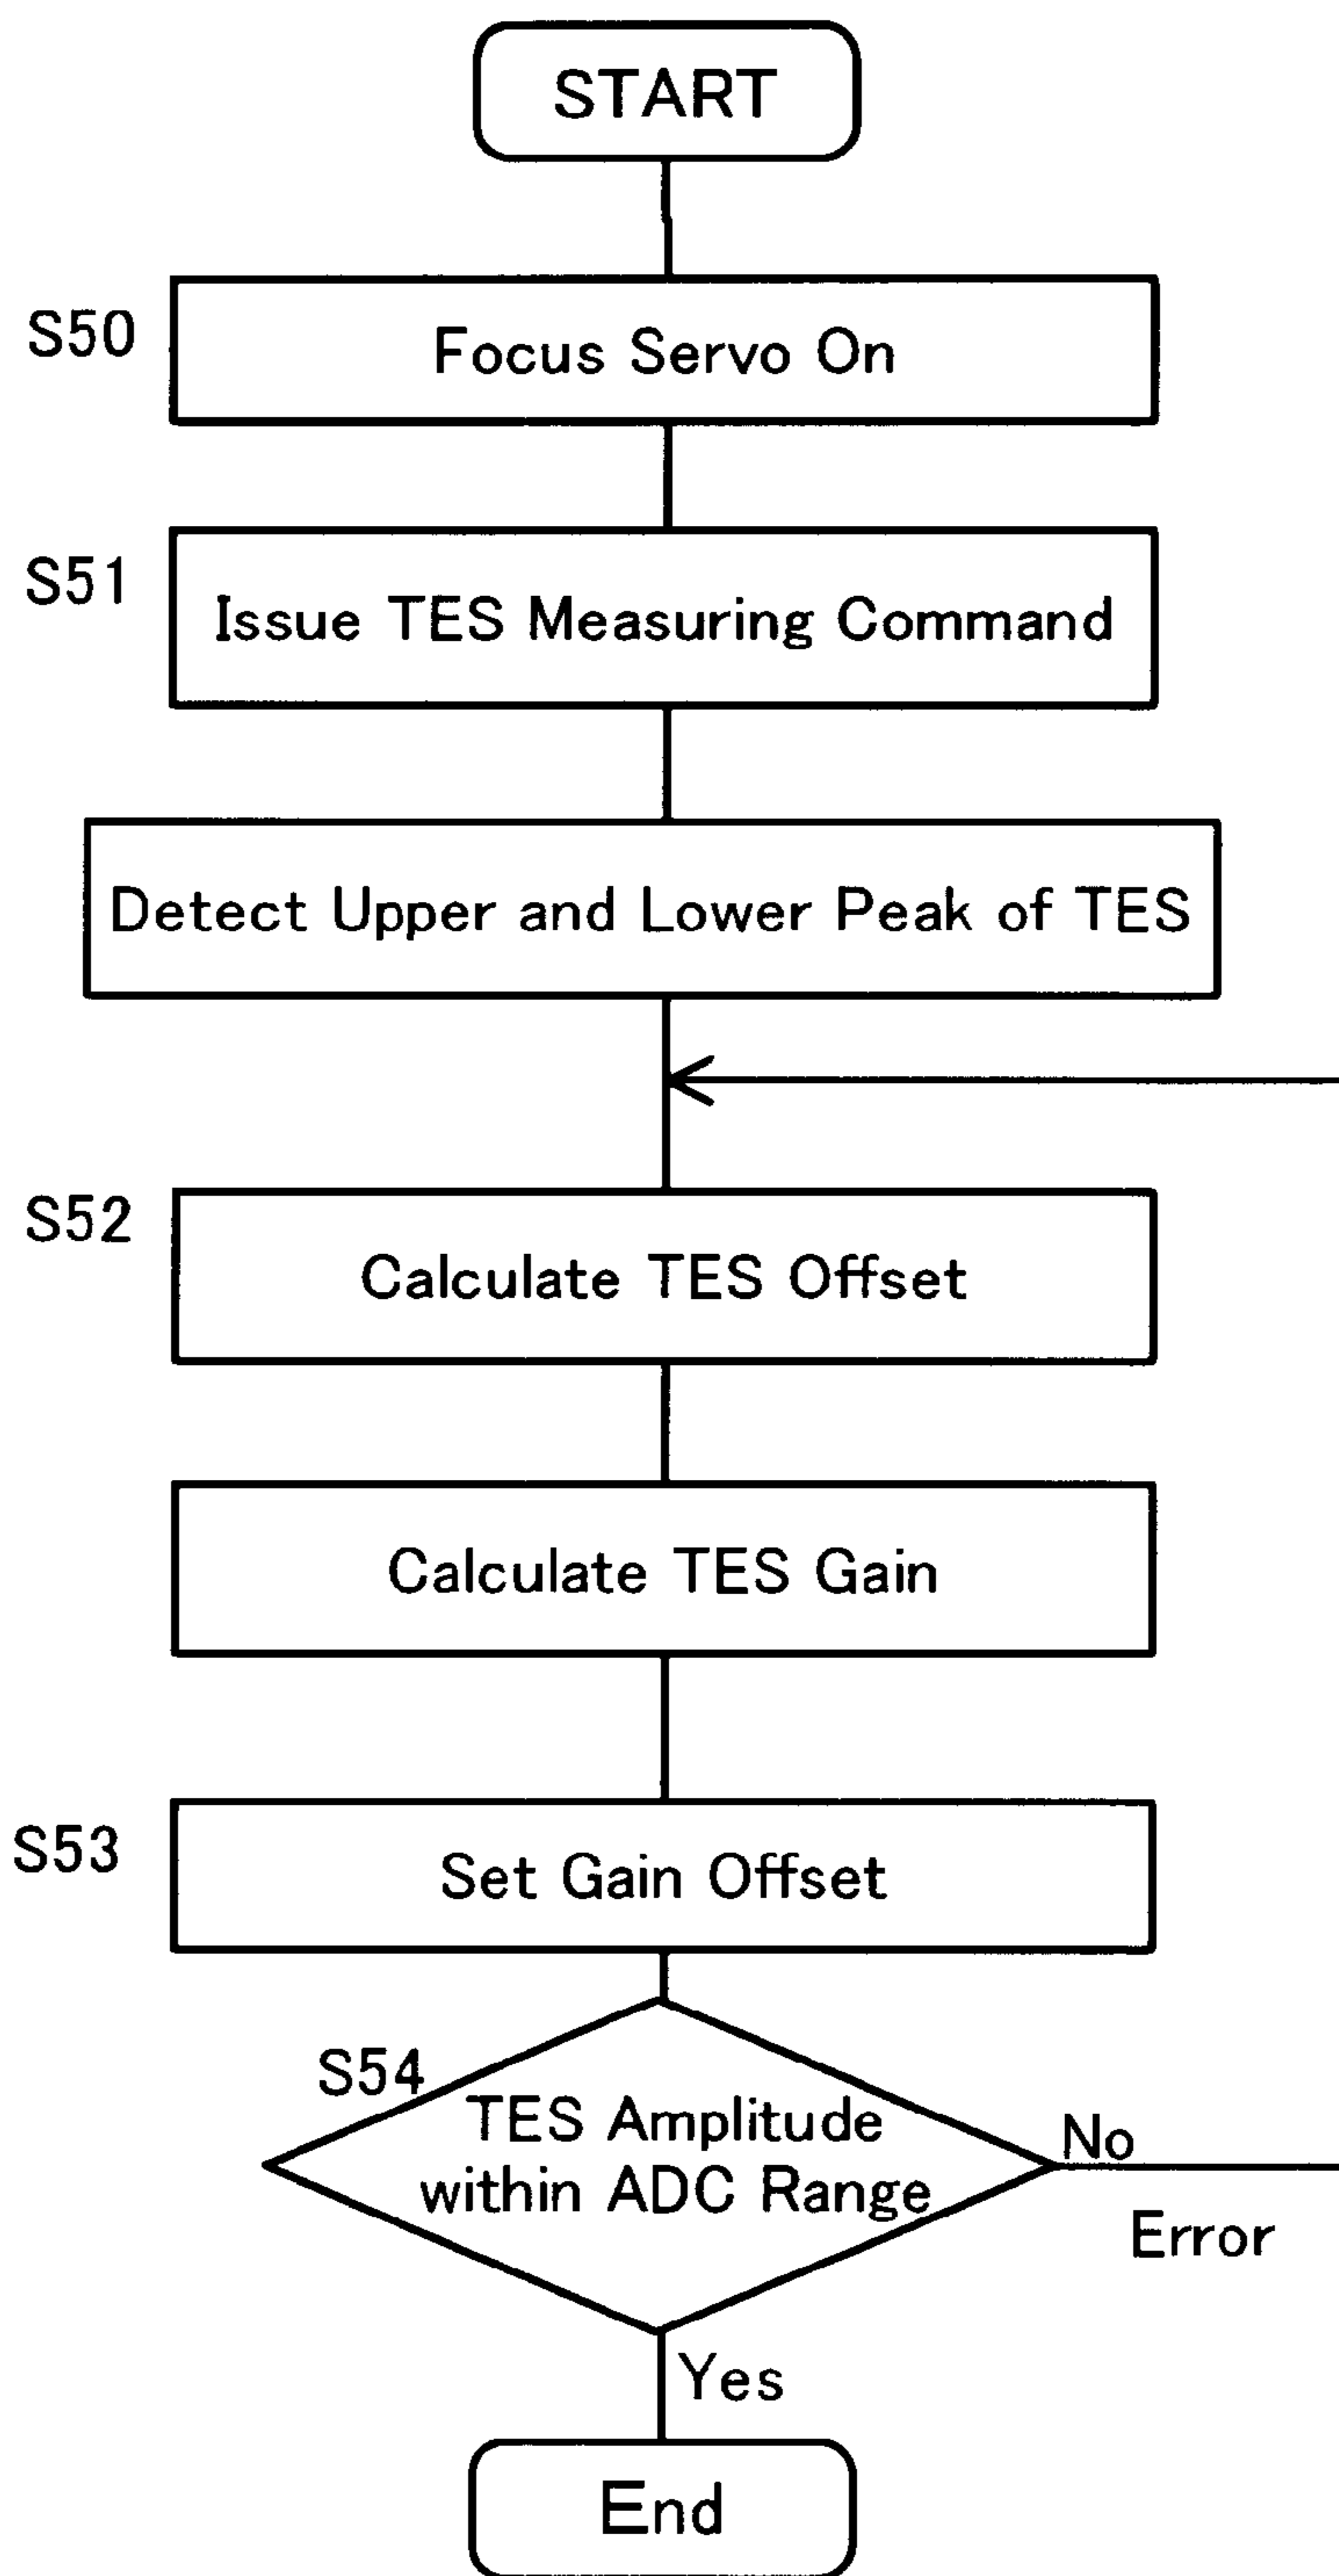 START
S50
Focus Servo On
S51
Issue TES Measuring Command
Detect Upper and Lower Peak of TES
S52
Calculate TES Offset
Calculate TES Gain
S53
Set Gain Offset
S54
TES Amplitude
within ADC Range
No
Error
Yes
End